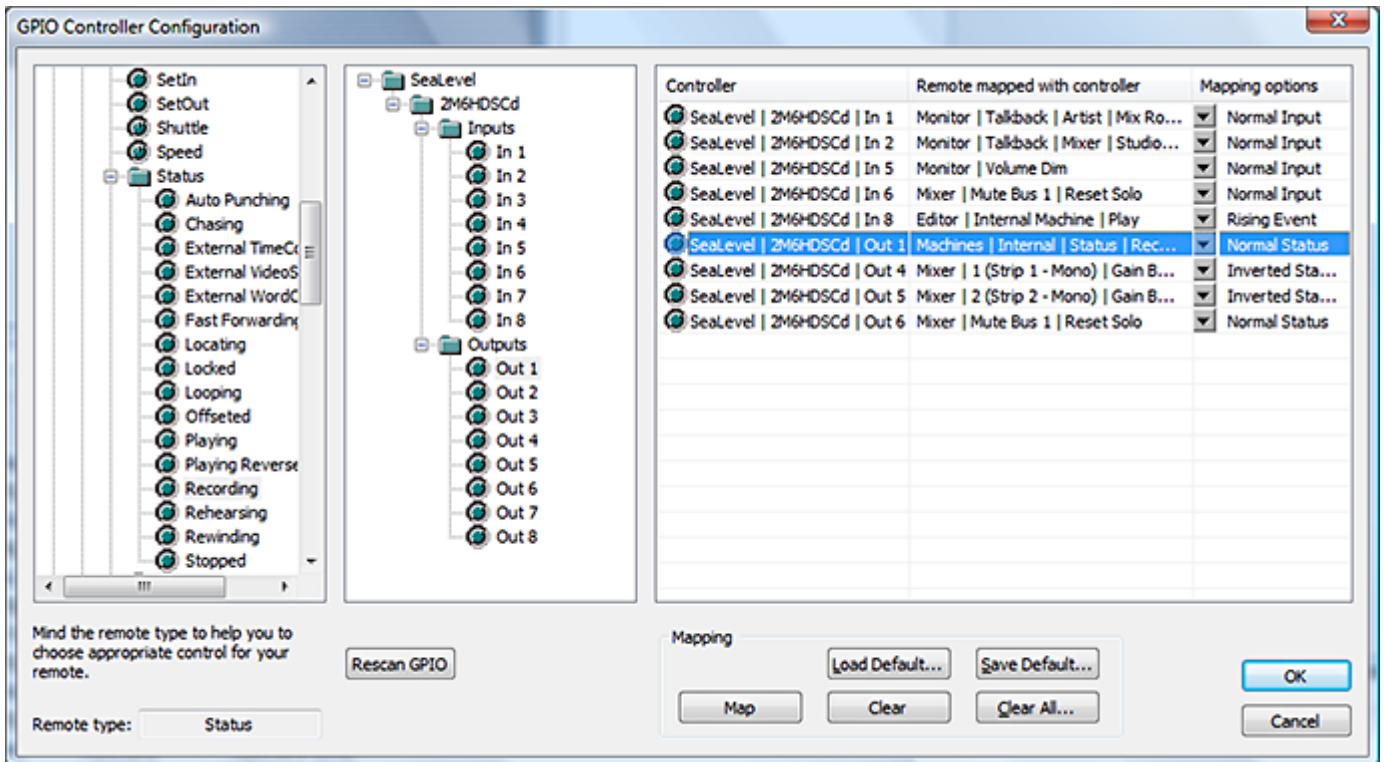 GPIO Controller Configuration
SetIn
SetOut
Shuttle
Speed
Status
Auto Punching
Chasing
External TimeCo
External VideoS
External WordC
Fast Forwarding
Locating
Locked
Looping
Offseted
Playing
Playing Reverse
Recording
Rehearsing
Rewinding
Stopped
SeaLevel
2M6HDSCd
Inputs
In 1
In 2
In 3
In 4
In 5
In 6
In 7
In 8
Outputs
Out 1
Out 2
Out 3
Out 4
Out 5
Out 6
Out 7
Out 8
Controller Remote mapped with controller Mapping options
SeaLevel | 2M6HDSCd | In 1 Monitor | Talkback | Artist | Mix Ro... Normal Input
SeaLevel | 2M6HDSCd | In 2 Monitor | Talkback | Mixer | Studio... Normal Input
SeaLevel | 2M6HDSCd | In 5 Monitor | Volume Dim Normal Input
SeaLevel | 2M6HDSCd | In 6 Mixer | Mute Bus 1 | Reset Solo Normal Input
SeaLevel | 2M6HDSCd | In 8 Editor | Internal Machine | Play Rising Event
SeaLevel | 2M6HDSCd | Out 1 Machines | Internal | Status | Rec... Normal Status
SeaLevel | 2M6HDSCd | Out 4 Mixer | 1 (Strip 1 - Mono) | Gain B... Inverted Sta...
SeaLevel | 2M6HDSCd | Out 5 Mixer | 2 (Strip 2 - Mono) | Gain B... Inverted Sta...
SeaLevel | 2M6HDSCd | Out 6 Mixer | Mute Bus 1 | Reset Solo Normal Status
Mind the remote type to help you to
choose appropriate control for your
remote.
Remote type: Status
Rescan GPIO
Mapping
Load Default... Save Default...
Map Clear Clear All...
OK
Cancel